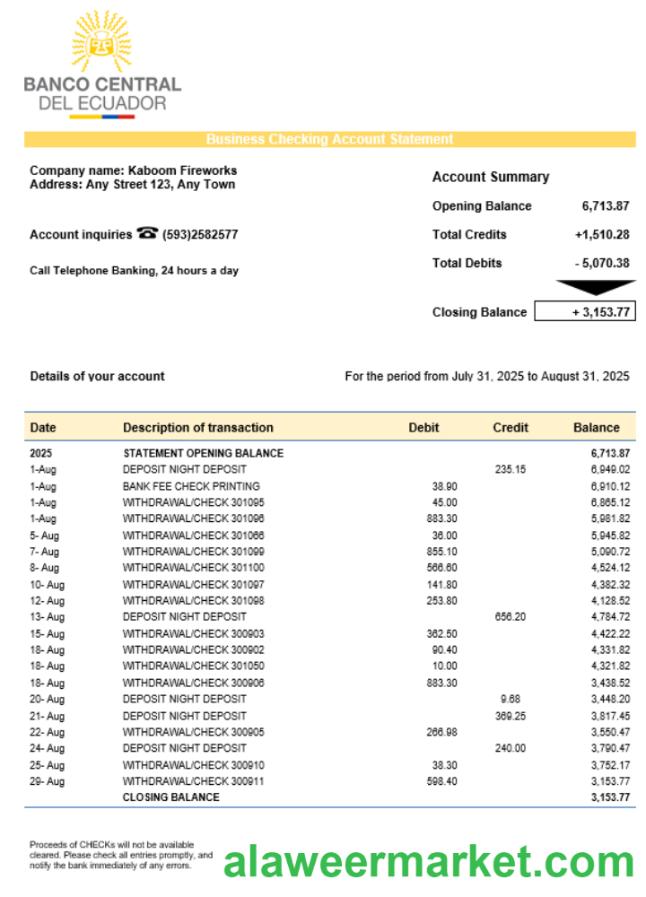 BANCO CENTRAL
DEL ECUADOR
Business Checking Account Statement
Company name: Kaboom Fireworks
Address: Any Street 123, Any Town
Account inquiries ☎ (593)2582577
Call Telephone Banking, 24 hours a day
Account Summary
Opening Balance 6,713.87
Total Credits +1,510.28
Total Debits - 5,070.38
Closing Balance + 3,153.77
Details of your account For the period from July 31, 2025 to August 31, 2025
Date Description of transaction Debit Credit Balance
2025 STATEMENT OPENING BALANCE 6,713.87
1-Aug DEPOSIT NIGHT DEPOSIT 235.15 6,949.02
1-Aug BANK FEE CHECK PRINTING 38.90 6,910.12
1-Aug WITHDRAWAL/CHECK 301095 45.00 6,865.12
1-Aug WITHDRAWAL/CHECK 301096 883.30 5,981.82
5- Aug WITHDRAWAL/CHECK 301066 36.00 5,945.82
7- Aug WITHDRAWAL/CHECK 301099 855.10 5,090.72
8- Aug WITHDRAWAL/CHECK 301100 566.60 4,524.12
10- Aug WITHDRAWAL/CHECK 301097 141.80 4,382.32
12- Aug WITHDRAWAL/CHECK 301098 253.80 4,128.52
13- Aug DEPOSIT NIGHT DEPOSIT 656.20 4,784.72
15- Aug WITHDRAWAL/CHECK 300903 362.50 4,422.22
18- Aug WITHDRAWAL/CHECK 300902 90.40 4,331.82
18- Aug WITHDRAWAL/CHECK 301050 10.00 4,321.82
18- Aug WITHDRAWAL/CHECK 300906 883.30 3,438.52
20- Aug DEPOSIT NIGHT DEPOSIT 9.68 3,448.20
21- Aug DEPOSIT NIGHT DEPOSIT 369.25 3,817.45
22- Aug WITHDRAWAL/CHECK 300905 266.98 3,550.47
24- Aug DEPOSIT NIGHT DEPOSIT 240.00 3,790.47
25- Aug WITHDRAWAL/CHECK 300910 38.30 3,752.17
29- Aug WITHDRAWAL/CHECK 300911 598.40 3,153.77
CLOSING BALANCE 3,153.77
Proceeds of CHECKs will not be available
cleared. Please check all entries promptly, and
notify the bank immediately of any errors.
alaweermarket.com